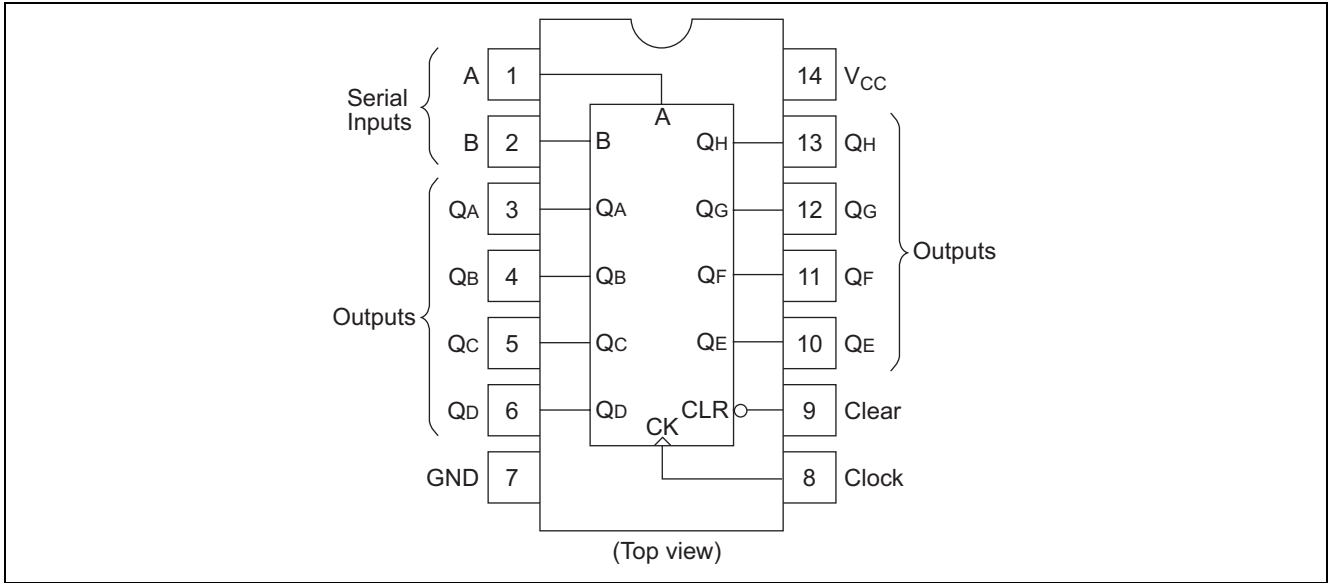 Serial
Inputs
A 1
B 2
Outputs
QA 3
QB 4
QC 5
QD 6
GND 7
A
B
QA
QB
QC
QD
QH
QG
QF
QE
CLR
CK
14 VCC
13 QH
12 QG
11 QF
10 QE
Outputs
9 Clear
8 Clock
(Top view)